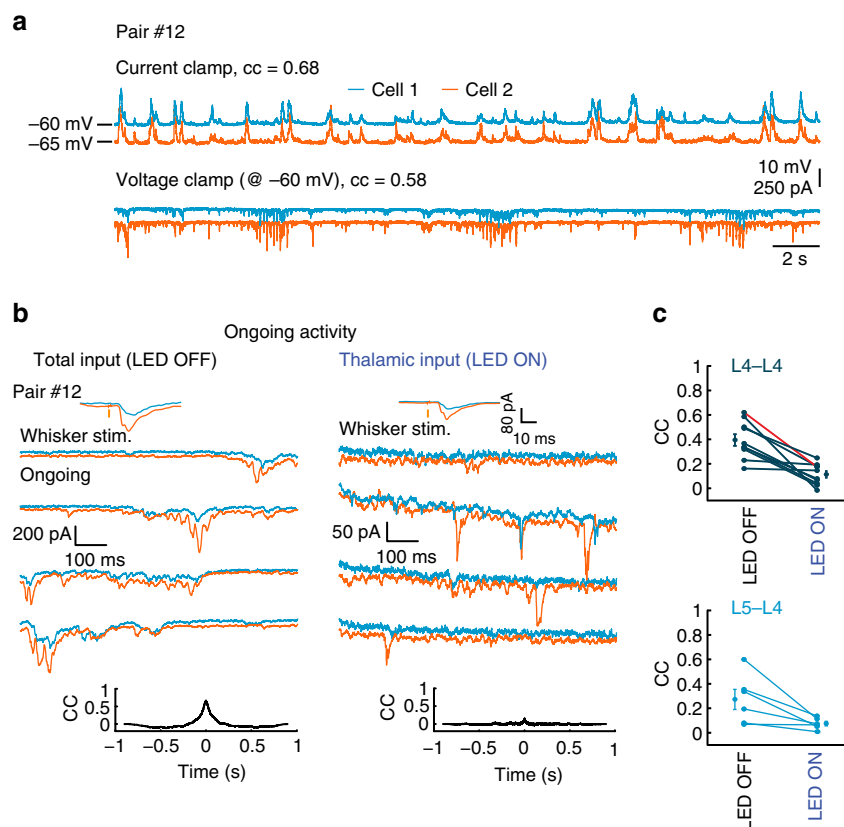 a
Pair #12
Current clamp, cc = 0.68
Cell 1
Cell 2
–60 mV
–65 mV
10 mV
250 pA
Voltage clamp (@ –60 mV), cc = 0.58
2 s
b
Ongoing activity
Total input (LED OFF)
Thalamic input (LED ON)
Pair #12
Whisker stim.
Ongoing
200 pA
100 ms
80 pA
10 ms
Whisker stim.
50 pA
100 ms
CC
1
0.5
0
–1
–0.5
0
0.5
1
Time (s)
CC
1
0.5
0
–1
–0.5
0
0.5
1
Time (s)
c
L4–L4
CC
1
0.8
0.6
0.4
0.2
0
LED OFF
LED ON
L5–L4
CC
1
0.8
0.6
0.4
0.2
0
LED OFF
LED ON